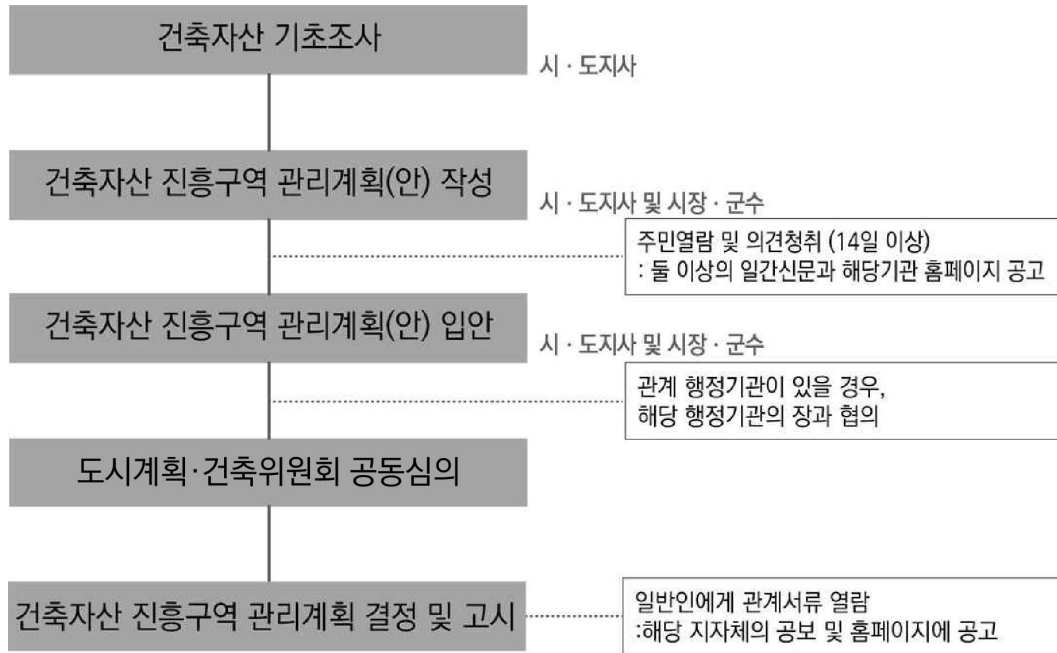 건축자산 기초조사
시 · 도지사
건축자산 진흥구역 관리계획(안) 작성
시 · 도지사 및 시장 · 군수
주민열람 및 의견청취 (14일 이상)
: 둘 이상의 일간신문과 해당기관 홈페이지 공고
건축자산 진흥구역 관리계획(안) 입안
시 · 도지사 및 시장 · 군수
관계 행정기관이 있을 경우,
해당 행정기관의 장과 협의
도시계획·건축위원회 공동심의
건축자산 진흥구역 관리계획 결정 및 고시
일반인에게 관계서류 열람
:해당 지자체의 공보 및 홈페이지에 공고